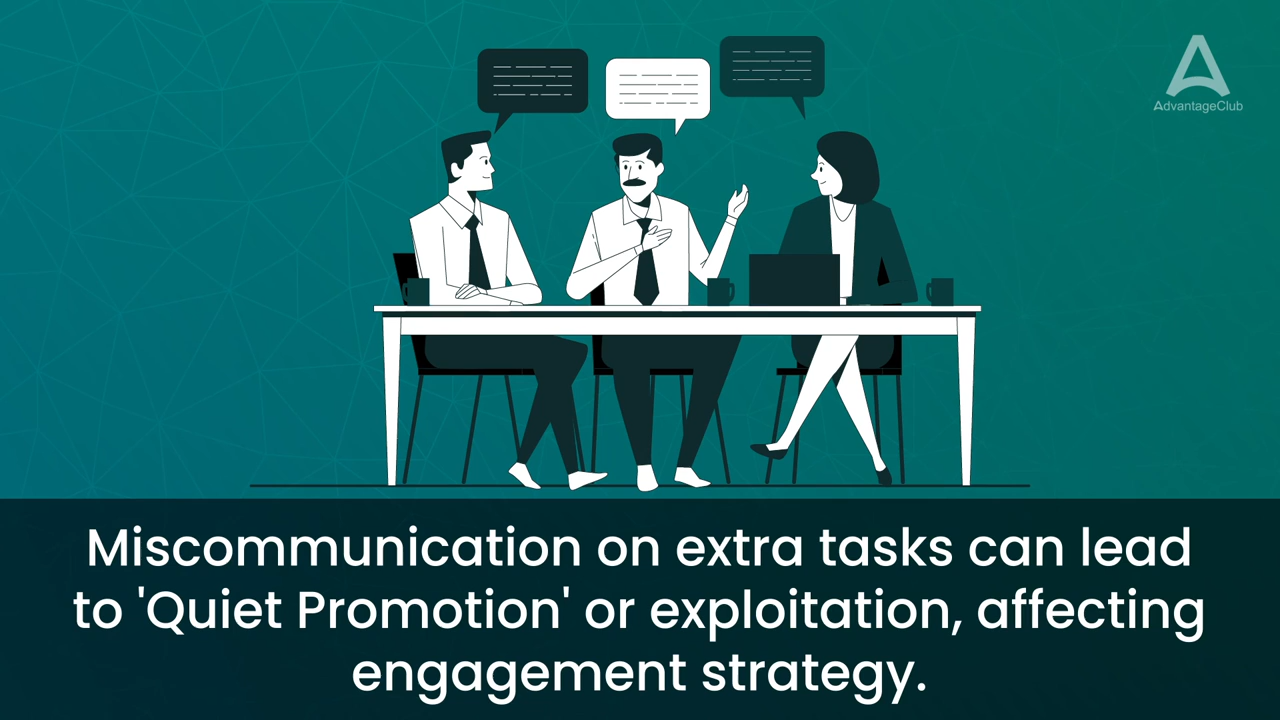 AdvantageClub
Miscommunication on extra tasks can lead
to 'Quiet Promotion' or exploitation, affecting
engagement strategy.